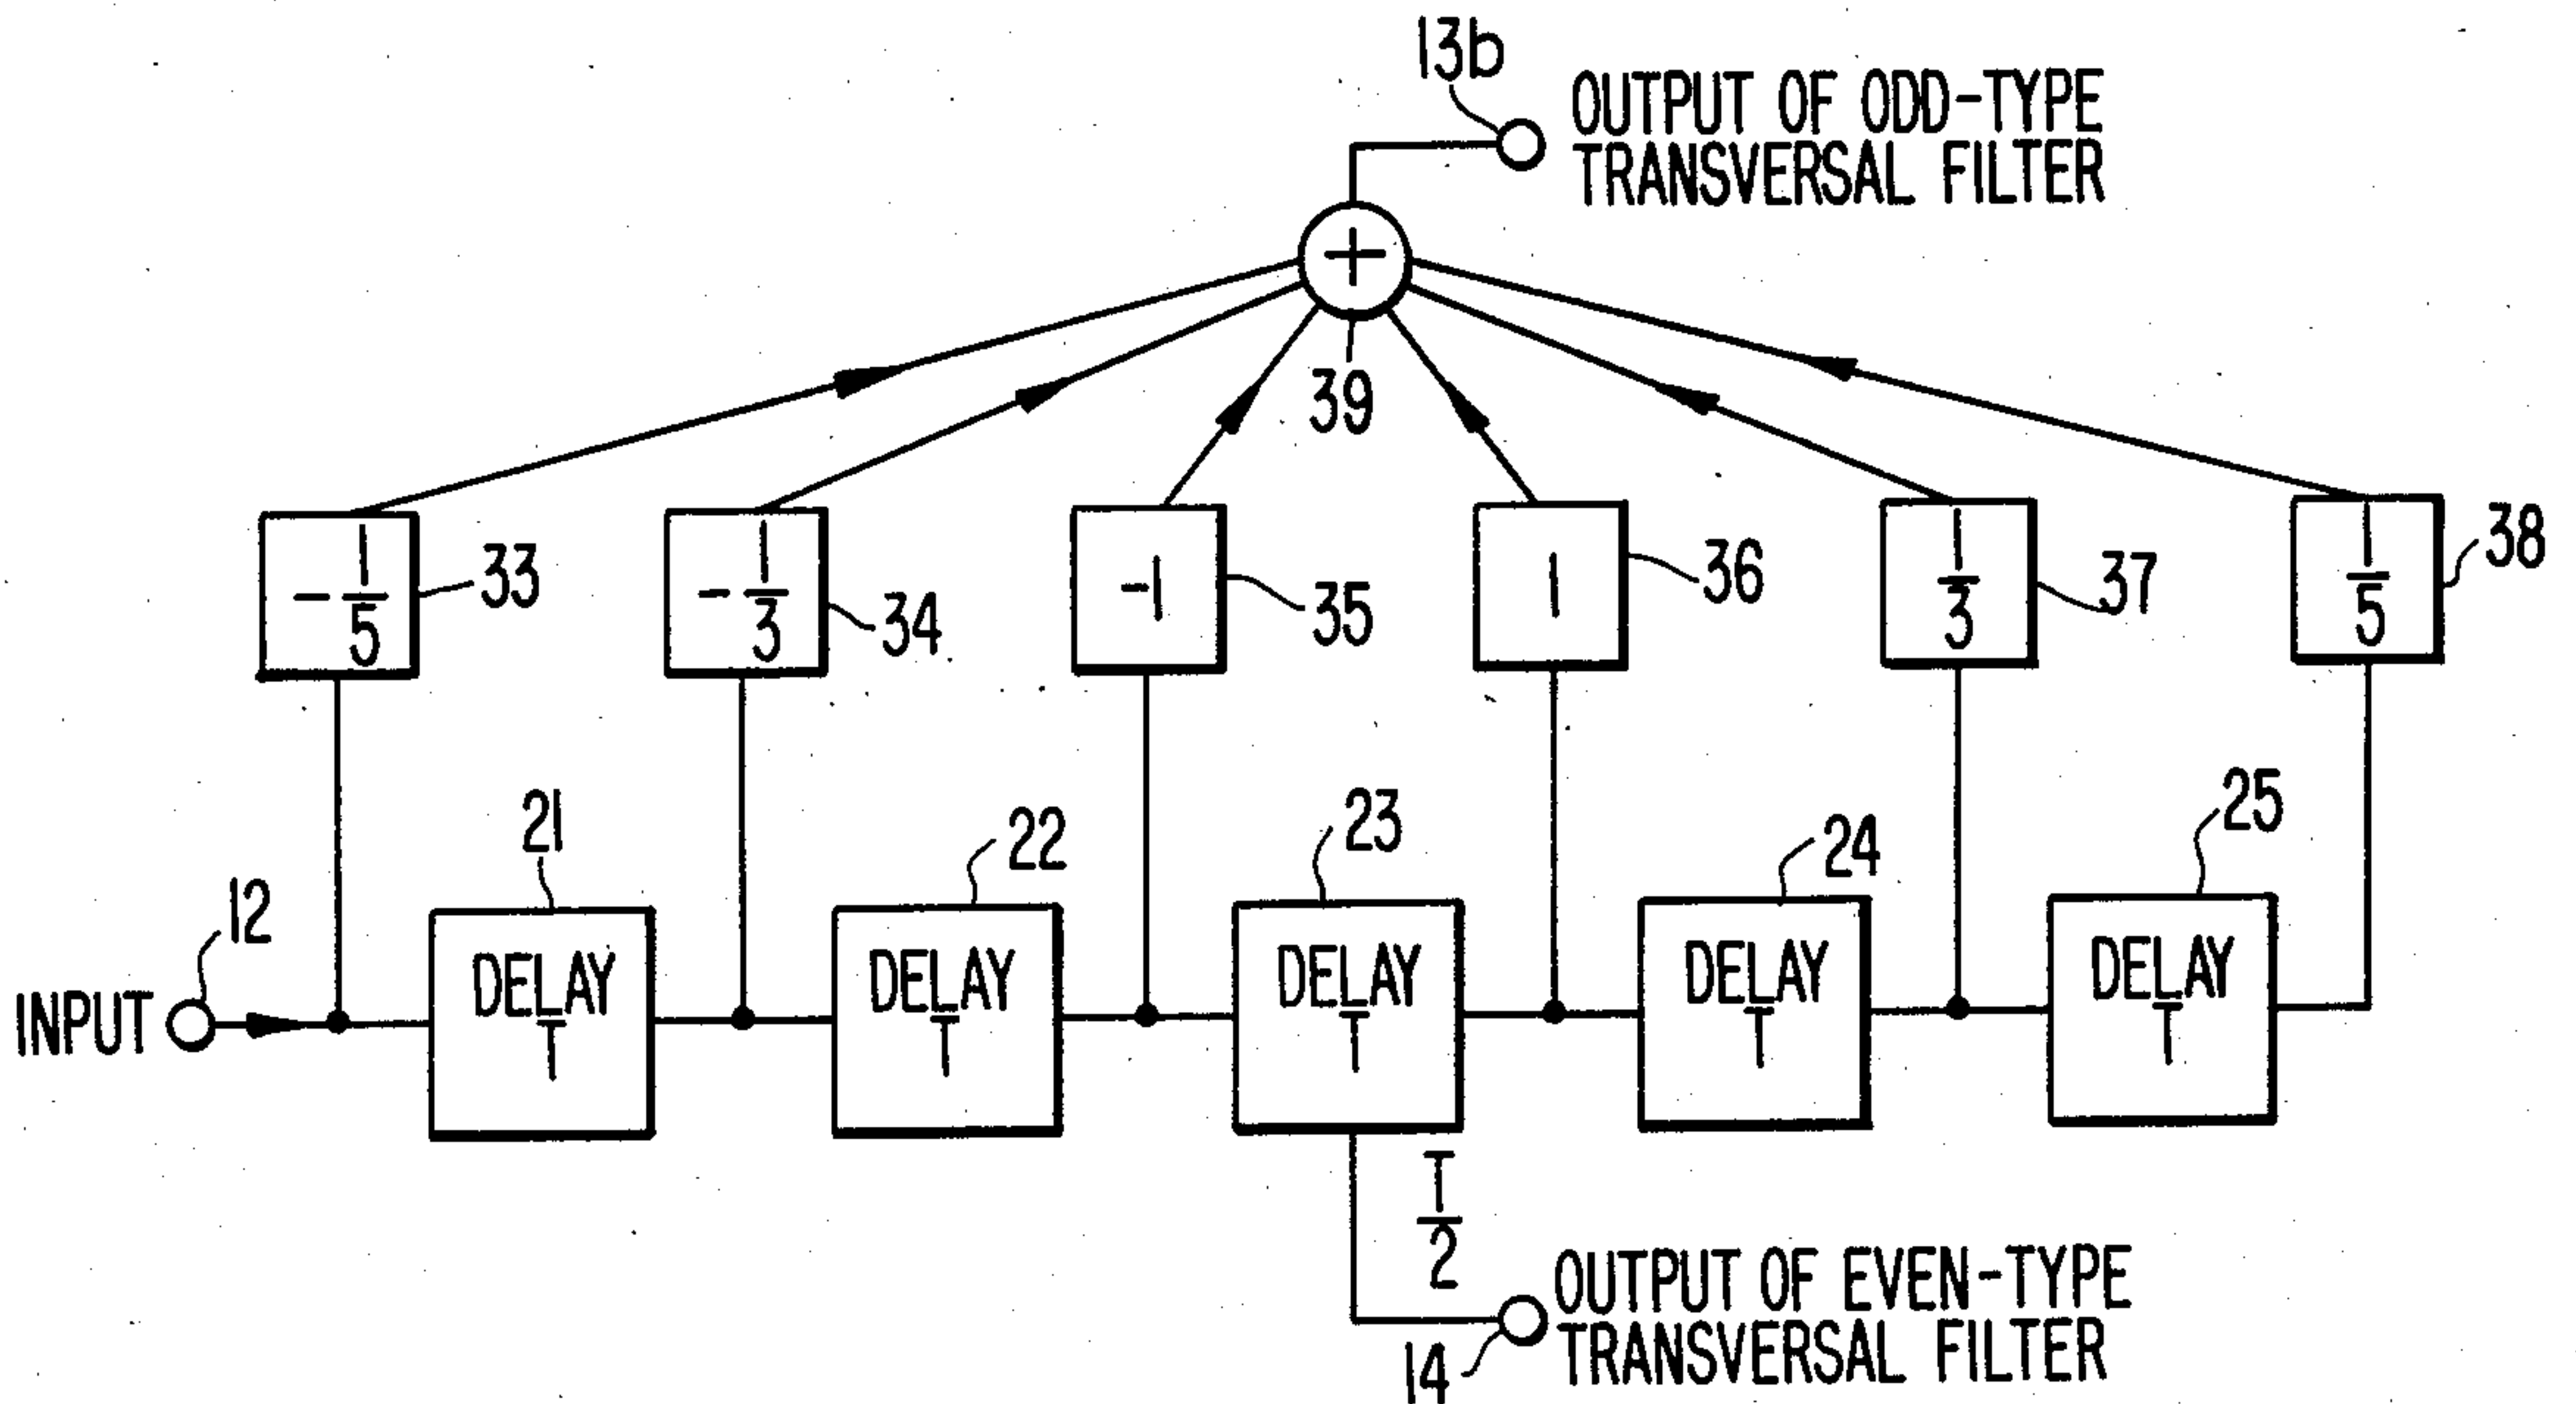 13b
OUTPUT OF ODD-TYPE
TRANSVERSAL FILTER
+
39
- 1/5
33
- 1/3
34
-1
35
1
36
1/3
37
1/5
38
INPUT
12
21
DELAY
T
22
DELAY
T
23
DELAY
T
24
DELAY
T
25
DELAY
T
T/2
OUTPUT OF EVEN-TYPE
TRANSVERSAL FILTER
14